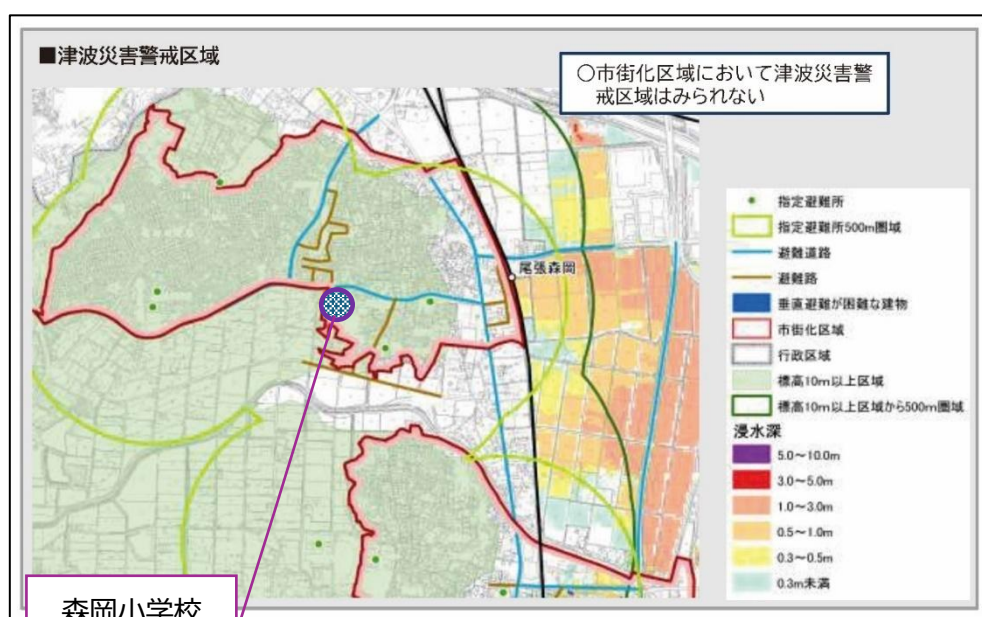 ■津波災害警戒区域
○市街化区域において津波災害警
戒区域はみられない
尾張森岡
指定避難所
指定避難所500m圏域
避難道路
避難路
垂直避難が困難な建物
市街化区域
行政区域
標高10m以上区域
標高10m以上区域から500m圏域
浸水深
5.0～10.0m
3.0～5.0m
1.0～3.0m
0.5～1.0m
0.3～0.5m
0.3m未満
森岡小学校